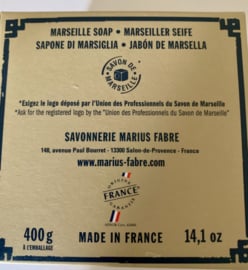 MARSEILLE SOAP • MARSEILLER SEIFE
SAPONE DI MARSIGLIA • JABÓN DE MARSELLA
SAVON DE
MARSEILLE
*Exigez le logo déposé par l'Union des Professionnels du Savon de Marseille
*Ask for the registered logo by the "Union des Professionnels du Savon de Marseille"
SAVONNERIE MARIUS FABRE
148, avenue Paul Bourret - 13300 Salon-de-Provence - France
www.marius-fabre.com
ORIGINE
FRANCE
GARANTIE
400g
À L'EMBALLAGE
MADE IN FRANCE
14,1 oz